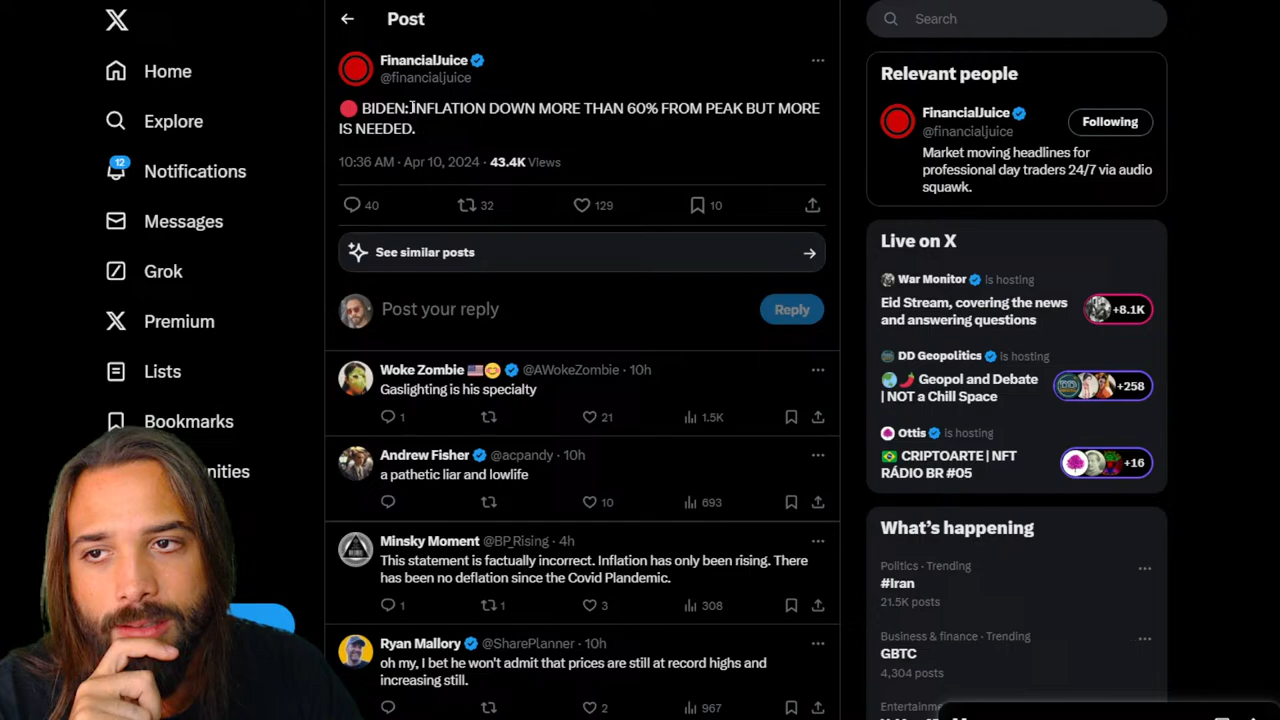 Home
Explore
12
Notifications
Messages
Grok
Premium
Lists
Bookmarks
Post
FinancialJuice
@financialjuice
BIDEN: INFLATION DOWN MORE THAN 60% FROM PEAK BUT MORE
IS NEEDED.
10:36 AM · Apr 10, 2024 · 43.4K Views
40 32 129 10
See similar posts
Post your reply
Reply
Woke Zombie @AWokeZombie · 10h
Gaslighting is his specialty
1 21 1.5K
Andrew Fisher @acpandy · 10h
a pathetic liar and lowlife
10 693
Minsky Moment @BP_Rising · 4h
This statement is factually incorrect. Inflation has only been rising. There
has been no deflation since the Covid Plandemic.
1 1 3 308
Ryan Mallory @SharePlanner · 10h
oh my, I bet he won't admit that prices are still at record highs and
increasing still.
2 967
Search
Relevant people
FinancialJuice
@financialjuice
Following
Market moving headlines for
professional day traders 24/7 via audio
squawk.
Live on X
War Monitor is hosting
Eid Stream, covering the news
and answering questions
+8.1K
DD Geopolitics is hosting
Geopol and Debate
| NOT a Chill Space
+258
Ottis is hosting
CRIPTOARTE | NFT
RÁDIO BR #05
+16
What's happening
Politics · Trending
#Iran
21.5K posts
Business & finance · Trending
GBTC
4,304 posts